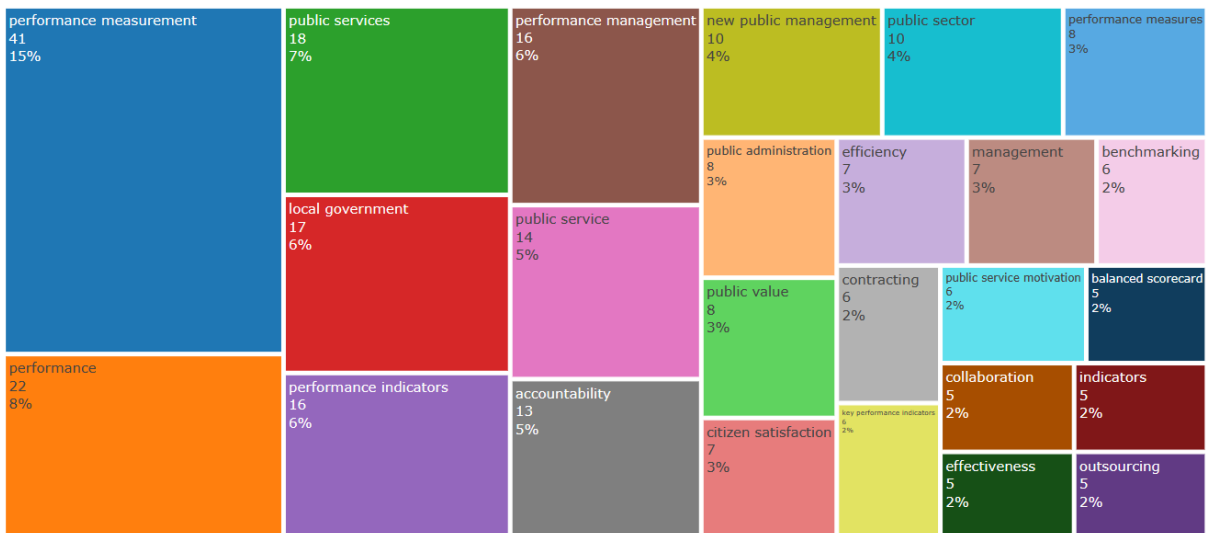 performance measurement
41
15%
performance
22
8%
public services
18
7%
local government
17
6%
performance indicators
16
6%
performance management
16
6%
public service
14
5%
accountability
13
5%
new public management
10
4%
public sector
10
4%
performance measures
8
3%
public administration
8
3%
public value
8
3%
citizen satisfaction
7
3%
efficiency
7
3%
management
7
3%
benchmarking
6
2%
contracting
6
2%
key performance indicators
6
2%
public service motivation
6
2%
balanced scorecard
5
2%
collaboration
5
2%
indicators
5
2%
effectiveness
5
2%
outsourcing
5
2%